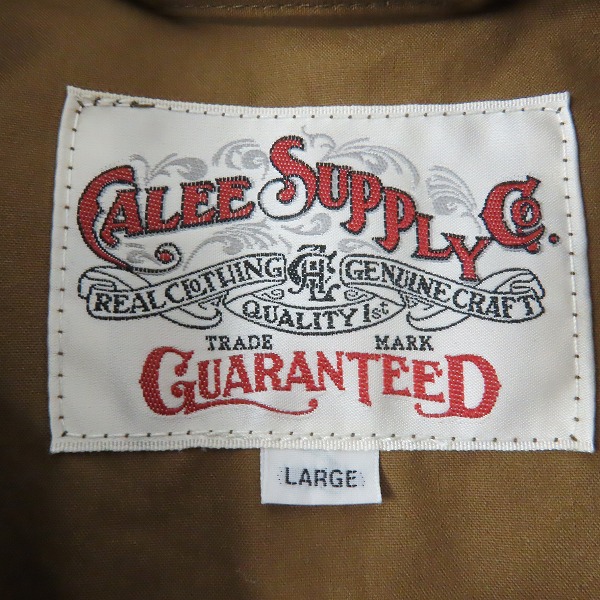 CALEE SUPPLY Co.
REAL CLOTHING GENUINE CRAFT
QUALITY 1st
TRADE MARK
GUARANTEED
LARGE